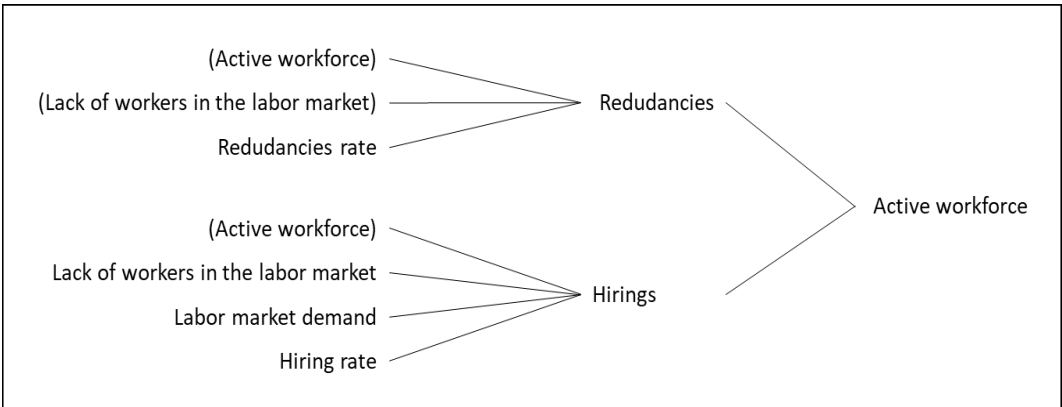 (Active workforce)
(Lack of workers in the labor market)
Redudancies rate
Redudancies
(Active workforce)
Lack of workers in the labor market
Labor market demand
Hiring rate
Hirings
Active workforce